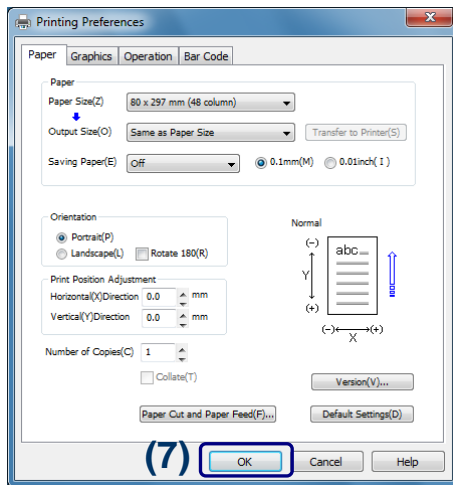 Printing Preferences
Paper Graphics Operation Bar Code
Paper
Paper Size(Z) 80 x 297 mm (48 column)
Output Size(O) Same as Paper Size Transfer to Printer(S)
Saving Paper(E) Off 0.1mm(M) 0.01inch( I )
Orientation
Portrait(P)
Landscape(L) Rotate 180(R)
Print Position Adjustment
Horizontal(X)Direction 0.0 mm
Vertical(Y)Direction 0.0 mm
Number of Copies(C) 1
Collate(T)
Normal
(-)
abc
Y
(+)
(-) (+)
X
Version(V)...
Paper Cut and Paper Feed(F)... Default Settings(D)
(7) OK Cancel Help